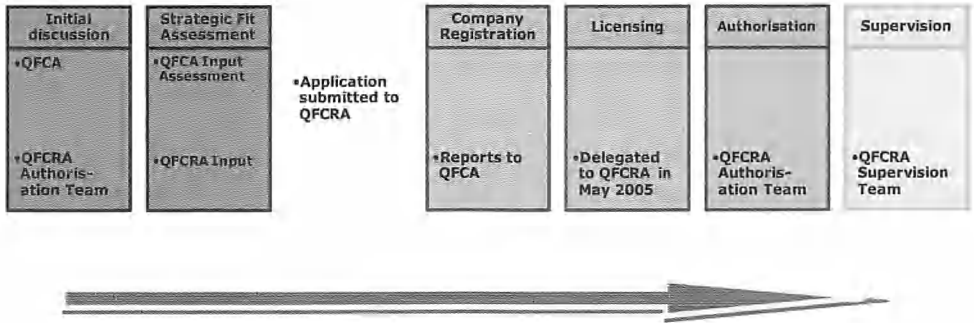 Initial
discussion
•QFCA
•QFCRA
Authoris-
ation Team
Strategic Fit
Assessment
•QFCA Input
Assessment
•QFCRA Input
•Application
submitted to
QFCRA
Company
Registration
•Reports to
QFCA
Licensing
•Delegated
to QFCRA in
May 2005
Authorisation
•QFCRA
Authoris-
ation Team
Supervision
•QFCRA
Supervision
Team